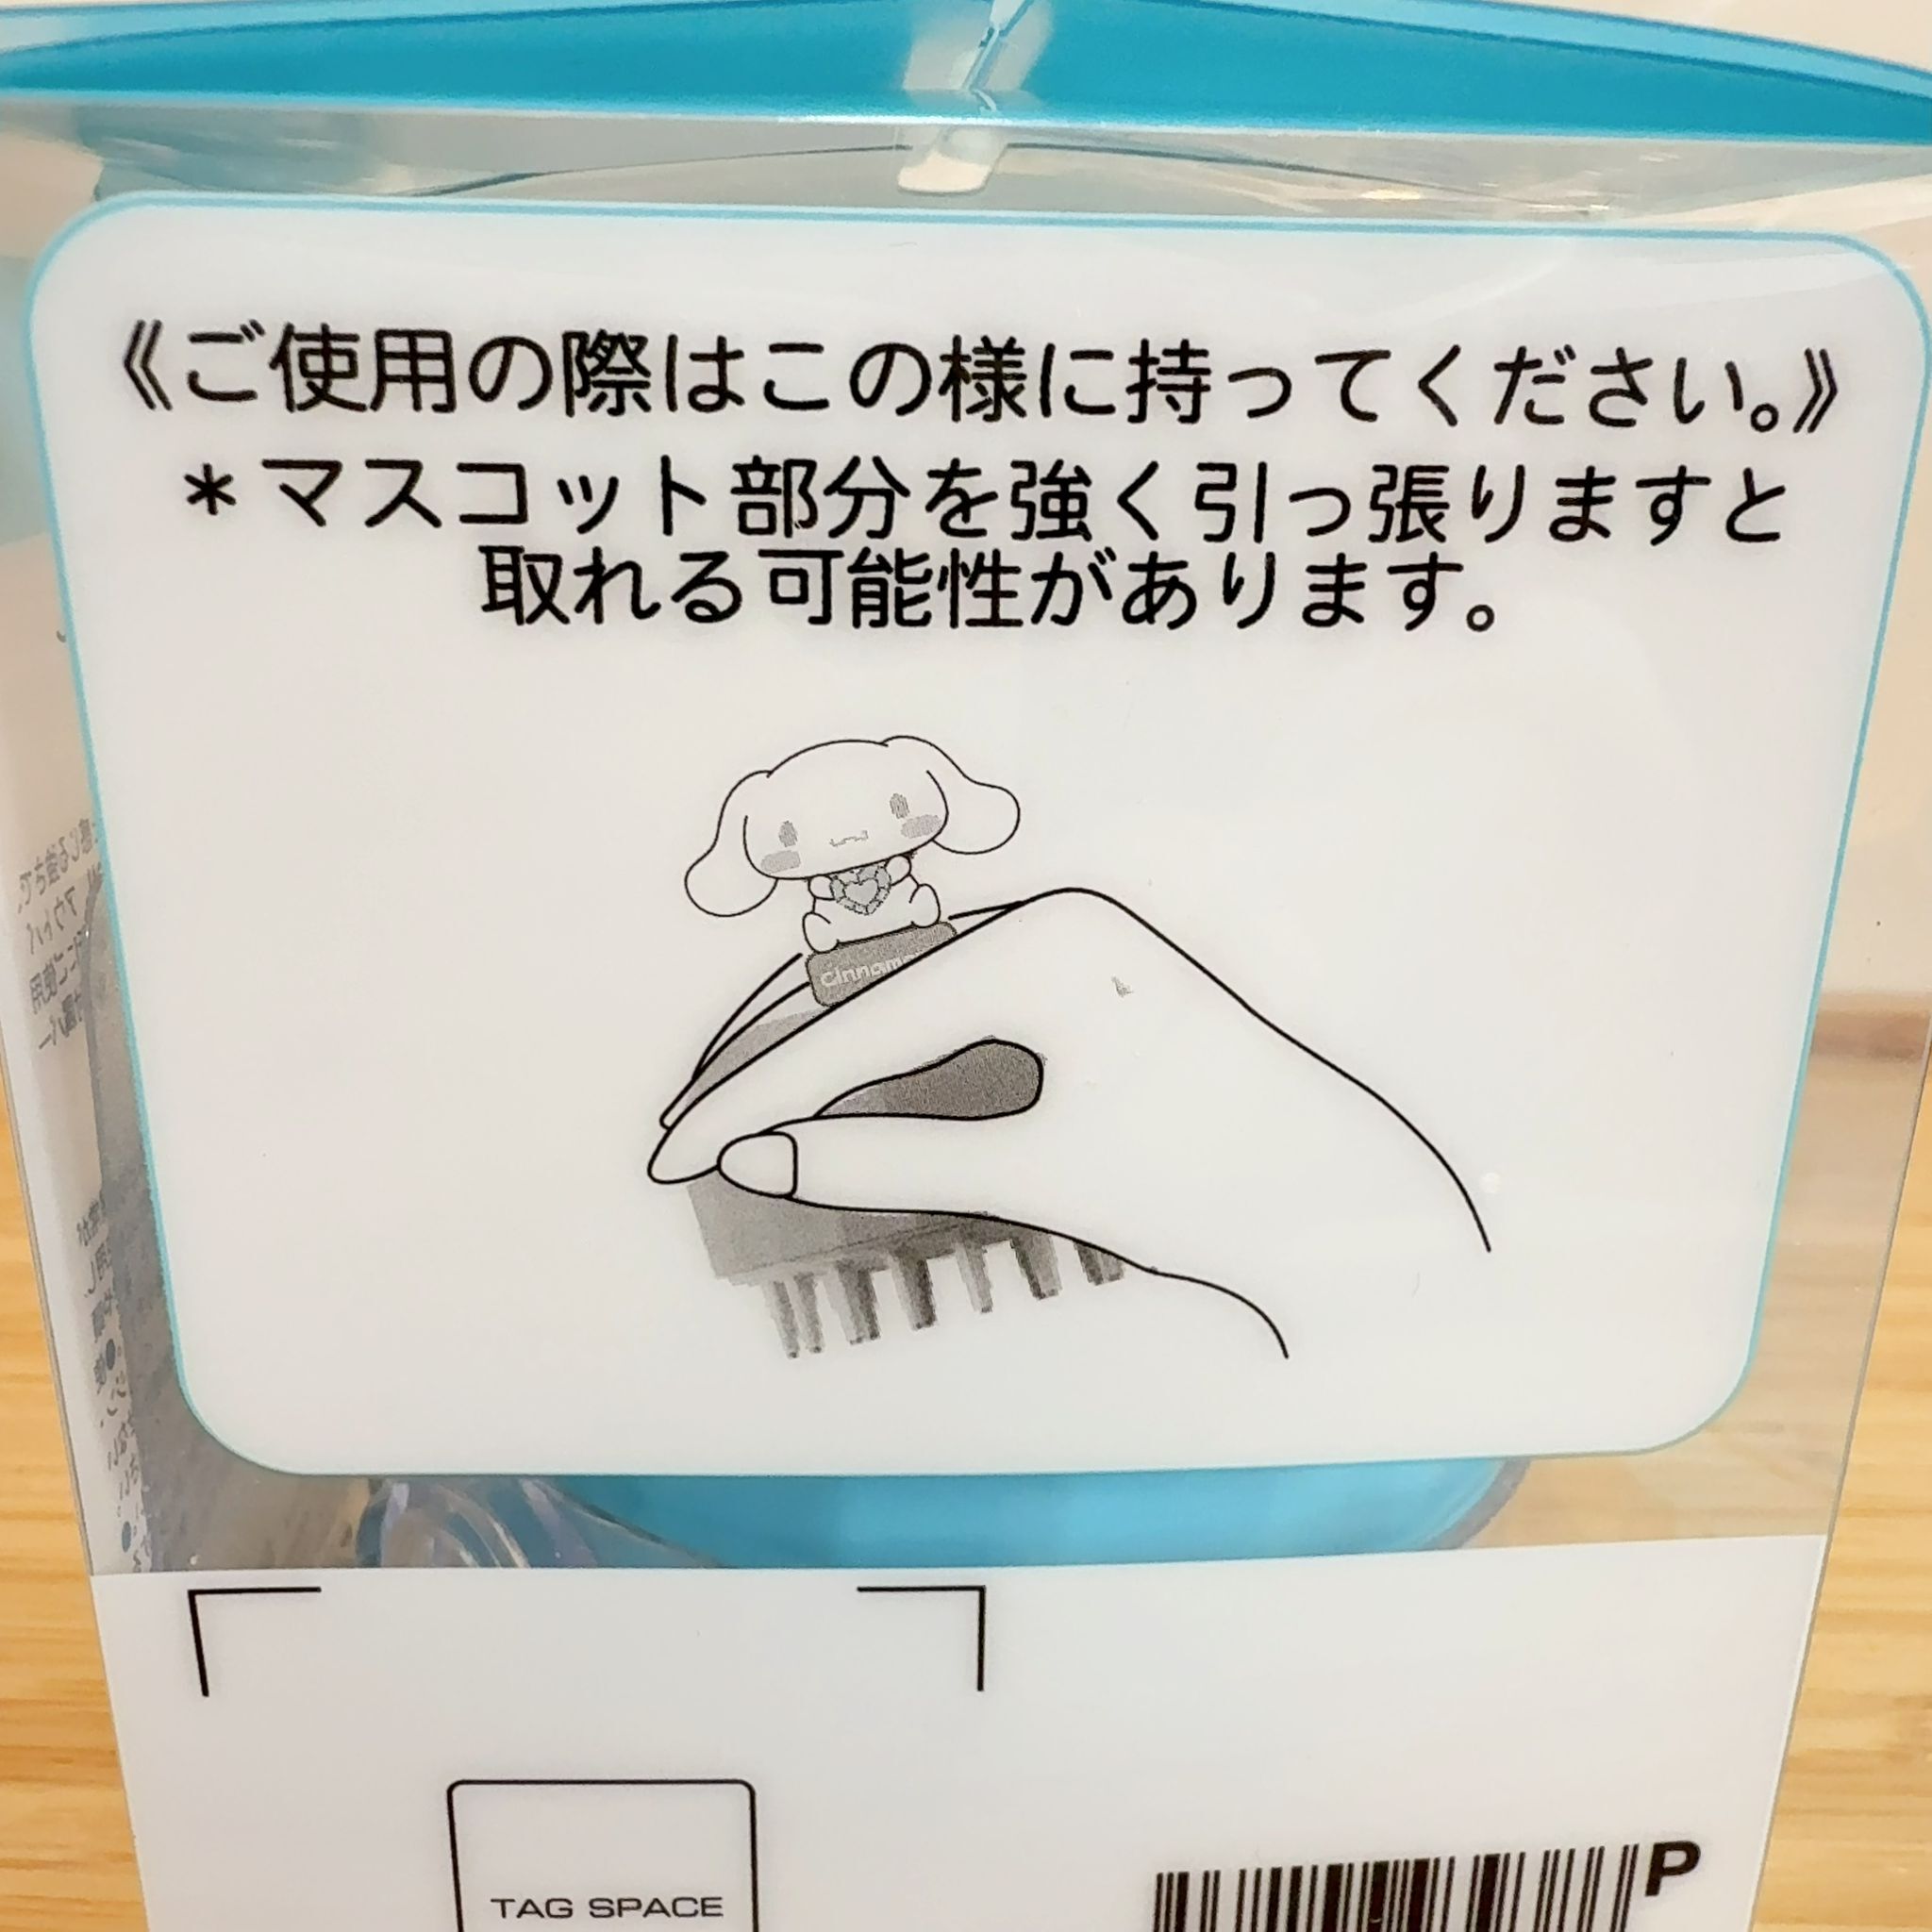 《ご使用の際はこの様に持ってください。》
＊マスコット部分を強く引っ張りますと
取れる可能性があります。
TAG SPACE
P